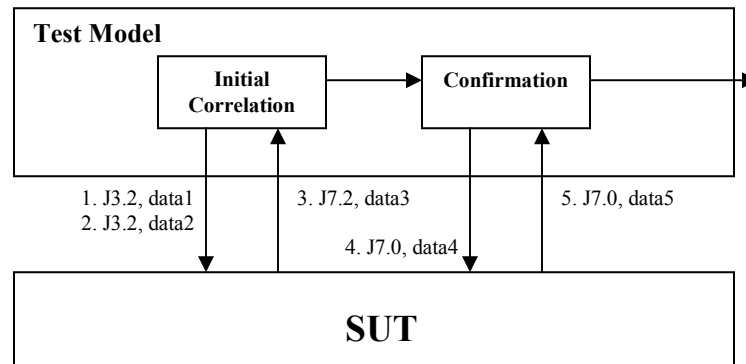 Test Model
Initial
Correlation
Confirmation
1. J3.2, data1
2. J3.2, data2
3. J7.2, data3
4. J7.0, data4
5. J7.0, data5
SUT